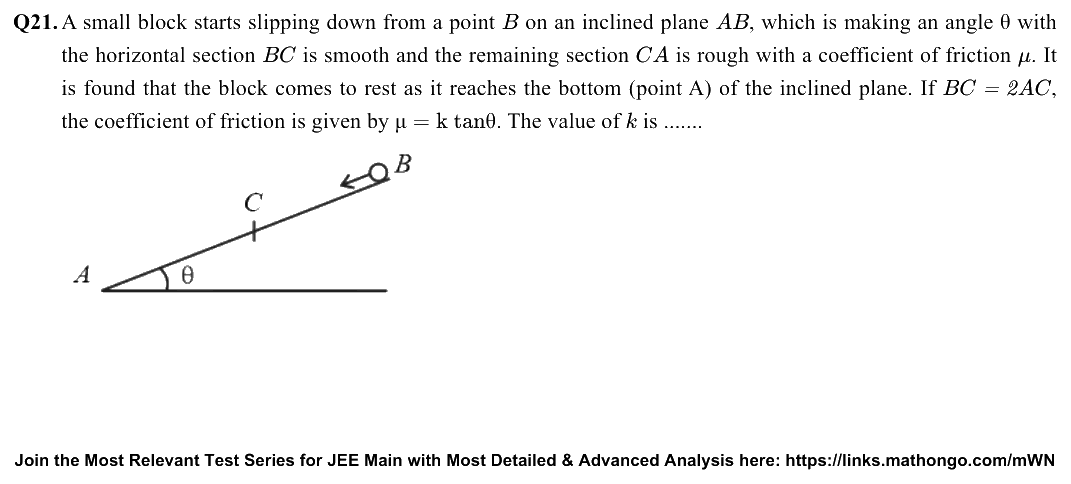 Q21. A small block starts slipping down from a point B on an inclined plane AB, which is making an angle θ with
the horizontal section BC is smooth and the remaining section CA is rough with a coefficient of friction μ. It
is found that the block comes to rest as it reaches the bottom (point A) of the inclined plane. If BC = 2AC,
the coefficient of friction is given by μ = k tanθ. The value of k is .......
B
C
A
θ
Join the Most Relevant Test Series for JEE Main with Most Detailed & Advanced Analysis here: https://links.mathongo.com/mWN